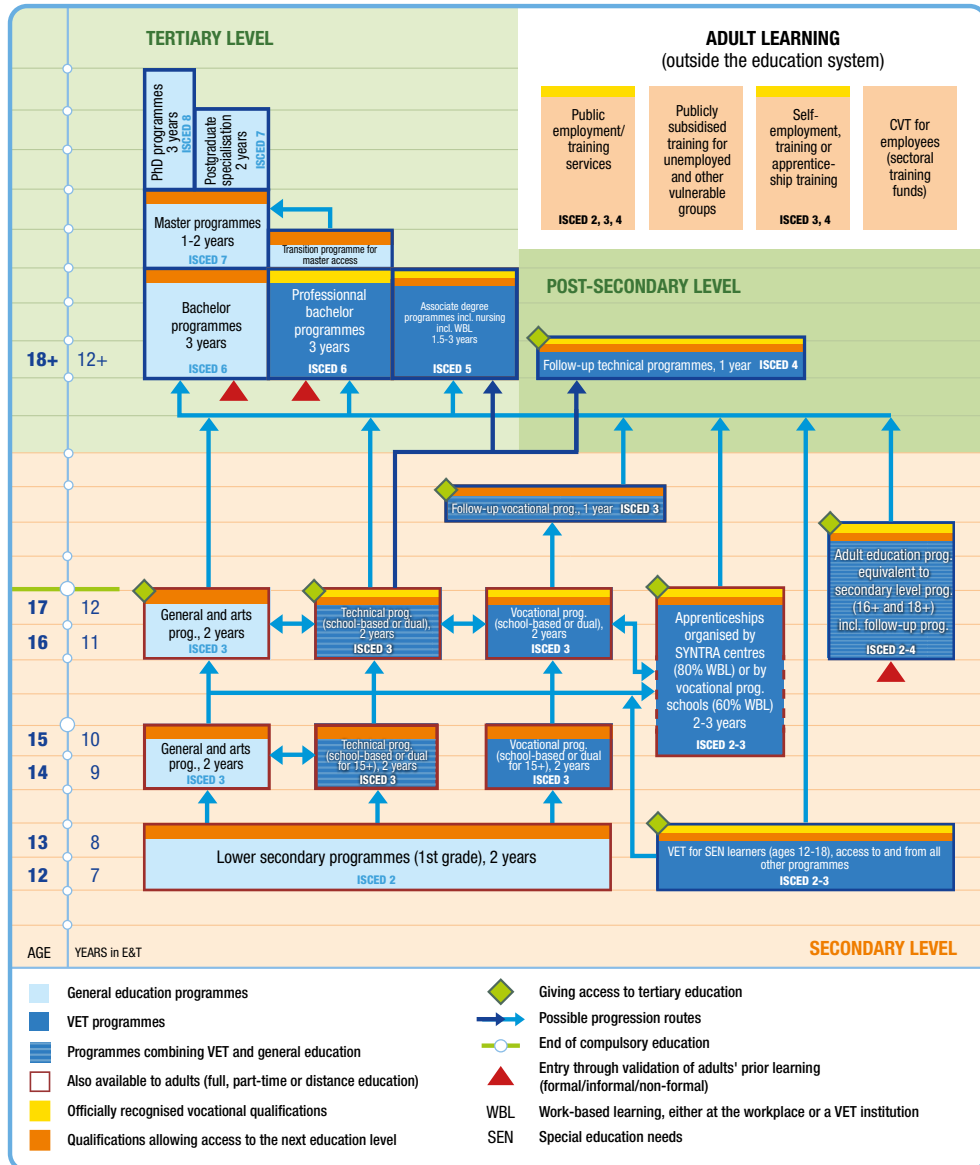 TERTIARY LEVEL
ADULT LEARNING
(outside the education system)
Public
employment/
training
services
ISCED 2, 3, 4
Publicly
subsidised
training for
unemployed
and other
vulnerable
groups
Self-
employment,
training or
apprentice-
ship training
ISCED 3, 4
CVT for
employees
(sectoral
training
funds)
PhD programmes
3 years
ISCED 8
Postgraduate
specialisation
2 years
ISCED 7
Master programmes
1-2 years
ISCED 7
Transition programme for
master access
POST-SECONDARY LEVEL
Bachelor
programmes
3 years
ISCED 6
Professionnal
bachelor
programmes
3 years
ISCED 6
Associate degree
programmes incl. nursing
incl. WBL
1.5-3 years
ISCED 5
Follow-up technical programmes, 1 year ISCED 4
18+ 12+
Follow-up vocational prog., 1 year ISCED 3
Adult education prog.
equivalent to
secondary level prog.
(16+ and 18+)
incl. follow-up prog.
ISCED 2-4
17 12
16 11
General and arts
prog., 2 years
ISCED 3
Technical prog.
(school-based or dual),
2 years
ISCED 3
Vocational prog.
(school-based or dual),
2 years
ISCED 3
Apprenticeships
organised by
SYNTRA centres
(80% WBL) or by
vocational prog.
schools (60% WBL)
2-3 years
ISCED 2-3
15 10
14 9
General and arts
prog., 2 years
ISCED 3
Technical prog.
(school-based or dual
for 15+), 2 years
ISCED 3
Vocational prog.
(school-based or dual
for 15+), 2 years
ISCED 3
13 8
12 7
Lower secondary programmes (1st grade), 2 years
ISCED 2
VET for SEN learners (ages 12-18), access to and from all
other programmes
ISCED 2-3
AGE YEARS in E&T
SECONDARY LEVEL
General education programmes
VET programmes
Programmes combining VET and general education
Also available to adults (full, part-time or distance education)
Officially recognised vocational qualifications
Qualifications allowing access to the next education level
Giving access to tertiary education
Possible progression routes
End of compulsory education
Entry through validation of adults' prior learning
(formal/informal/non-formal)
WBL Work-based learning, either at the workplace or a VET institution
SEN Special education needs